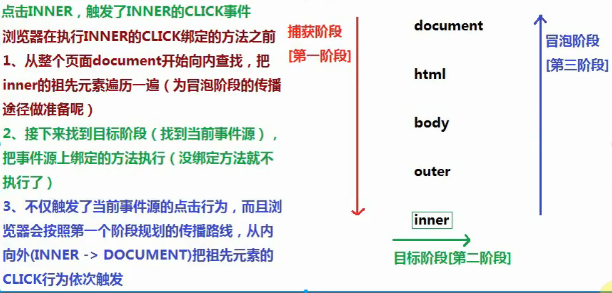 点击INNER，触发了INNER的CLICK事件
浏览器在执行INNER的CLICK绑定的方法之前
1、从整个页面document开始向内查找，把
inner的祖先元素遍历一遍（为冒泡阶段的传播
途径做准备呢）
2、接下来找到目标阶段（找到当前事件源），
把事件源上绑定的方法执行（没绑定方法就不
执行了）
3、不仅触发了当前事件源的点击行为，而且浏
览器会按照第一个阶段规划的传播路线，从内
向外(INNER -> DOCUMENT)把祖先元素的
CLICK行为依次触发
捕获阶段
[第一阶段]
document
html
body
outer
inner
目标阶段[第二阶段]
冒泡阶段
[第三阶段]